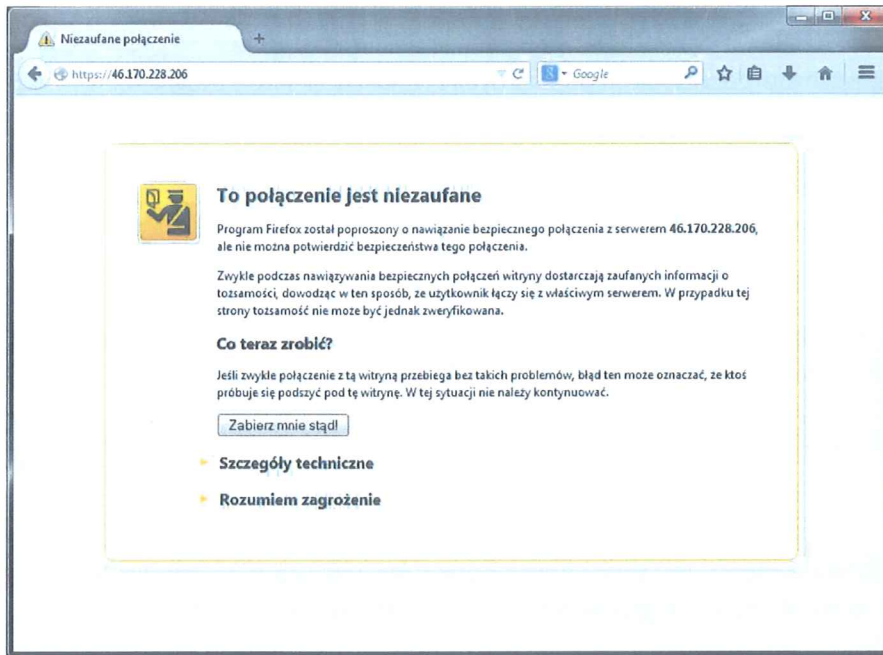 Niezaufane połączenie
https://46.170.228.206
Google
To połączenie jest niezaufane
Program Firefox został poproszony o nawiązanie bezpiecznego połączenia z serwerem 46.170.228.206,
ale nie można potwierdzić bezpieczeństwa tego połączenia.
Zwykle podczas nawiązywania bezpiecznych połączeń witryny dostarczają zaufanych informacji o
tożsamości, dowodząc w ten sposób, że użytkownik łączy się z właściwym serwerem. W przypadku tej
strony tożsamość nie może być jednak zweryfikowana.
Co teraz zrobić?
Jeśli zwykle połączenie z tą witryną przebiega bez takich problemów, błąd ten może oznaczać, że ktoś
próbuje się podszyć pod tę witrynę. W tej sytuacji nie należy kontynuować.
Zabierz mnie stąd!
Szczegóły techniczne
Rozumiem zagrożenie